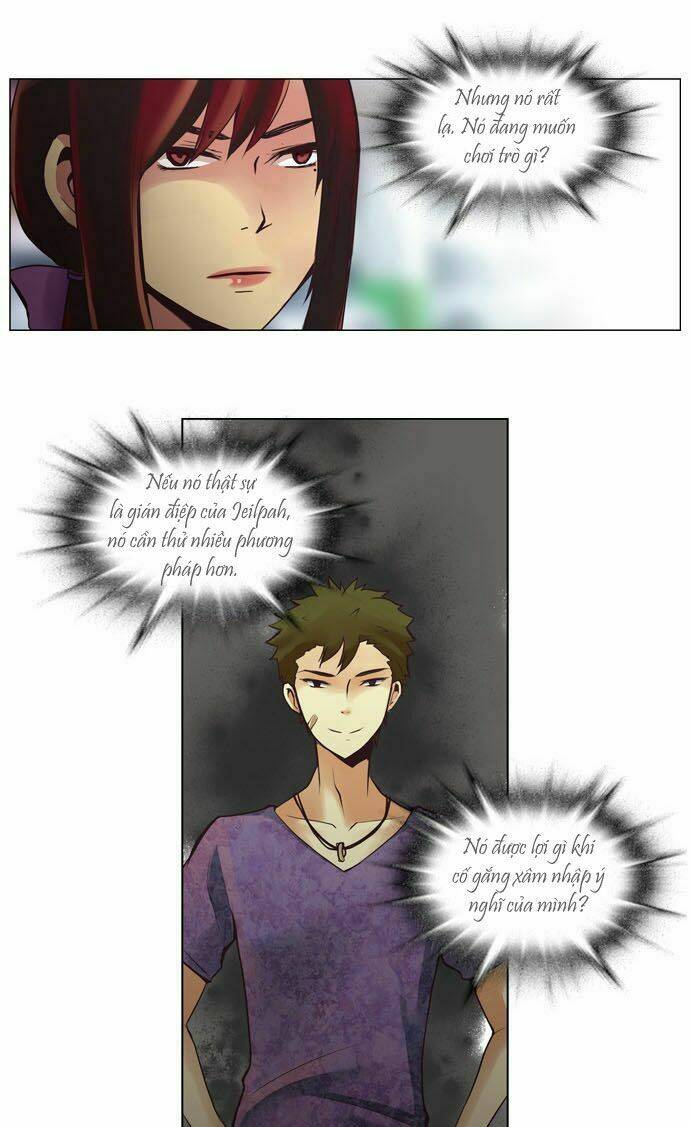 Nhưng nó rất
lạ. Nó đang muốn
chơi trò gì?
Nếu nó thật sự
là gián điệp của Jeilpah,
nó cần thử nhiều phương
pháp hơn.
Nó được lợi gì khi
cố gắng xâm nhập ý
nghĩ của mình?